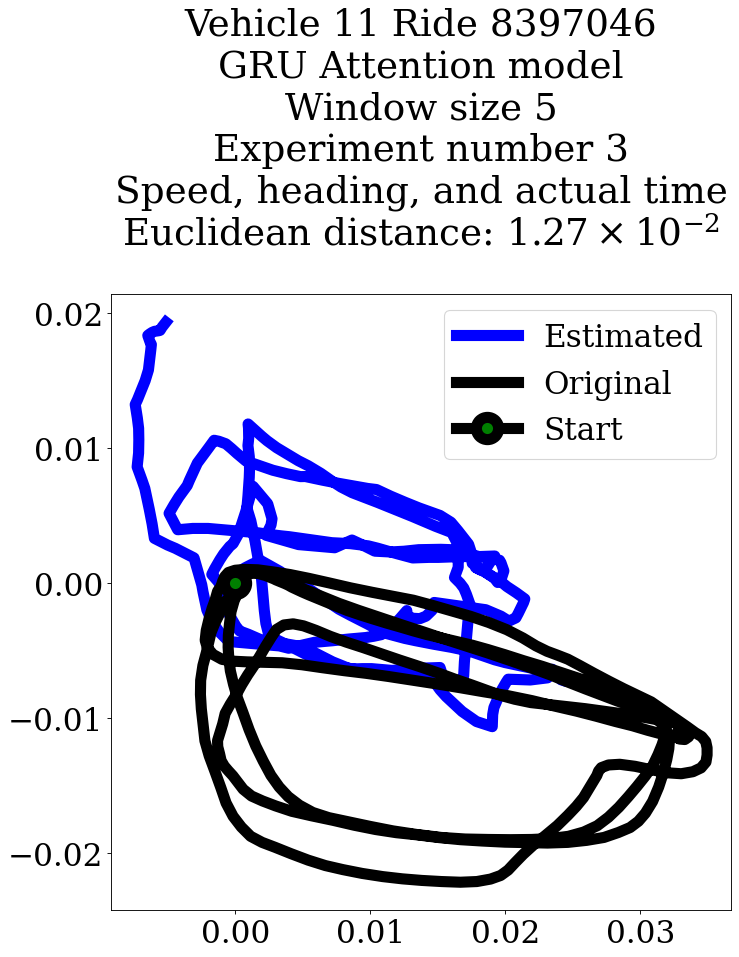 Vehicle 11 Ride 8397046
GRU Attention model
Window size 5
Experiment number 3
Speed, heading, and actual time
Euclidean distance: 1.27 × 10⁻²
Estimated
Original
Start
0.02
0.01
0.00
−0.01
−0.02
0.00 0.01 0.02 0.03